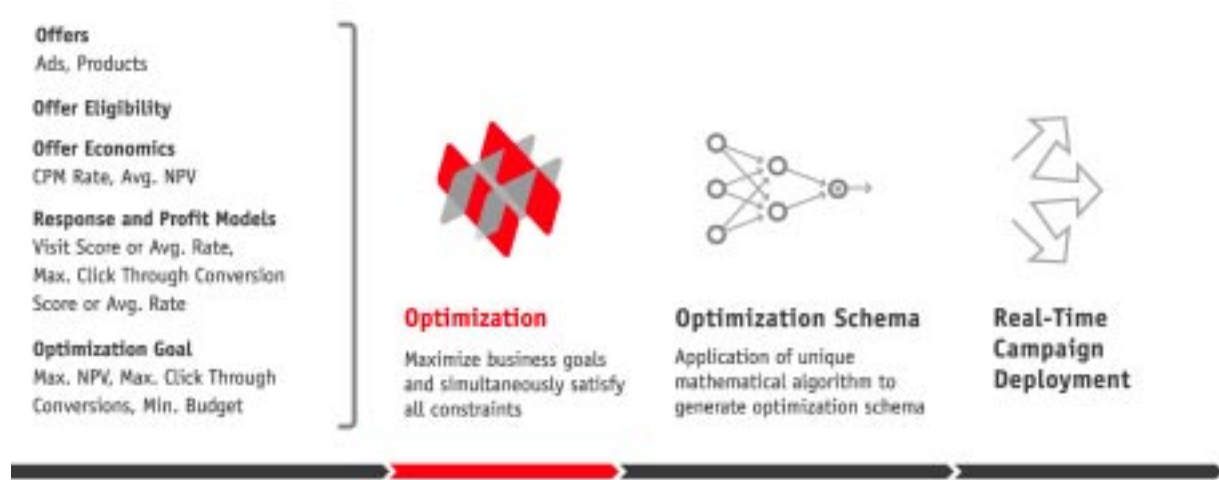 Offers
Ads, Products
Offer Eligibility
Offer Economics
CPM Rate, Avg. NPV
Response and Profit Models
Visit Score or Avg. Rate,
Max. Click Through Conversion
Score or Avg. Rate
Optimization Goal
Max. NPV, Max. Click Through
Conversions, Min. Budget
Optimization
Maximize business goals
and simultaneously satisfy
all constraints
Optimization Schema
Application of unique
mathematical algorithm to
generate optimization schema
Real-Time
Campaign
Deployment